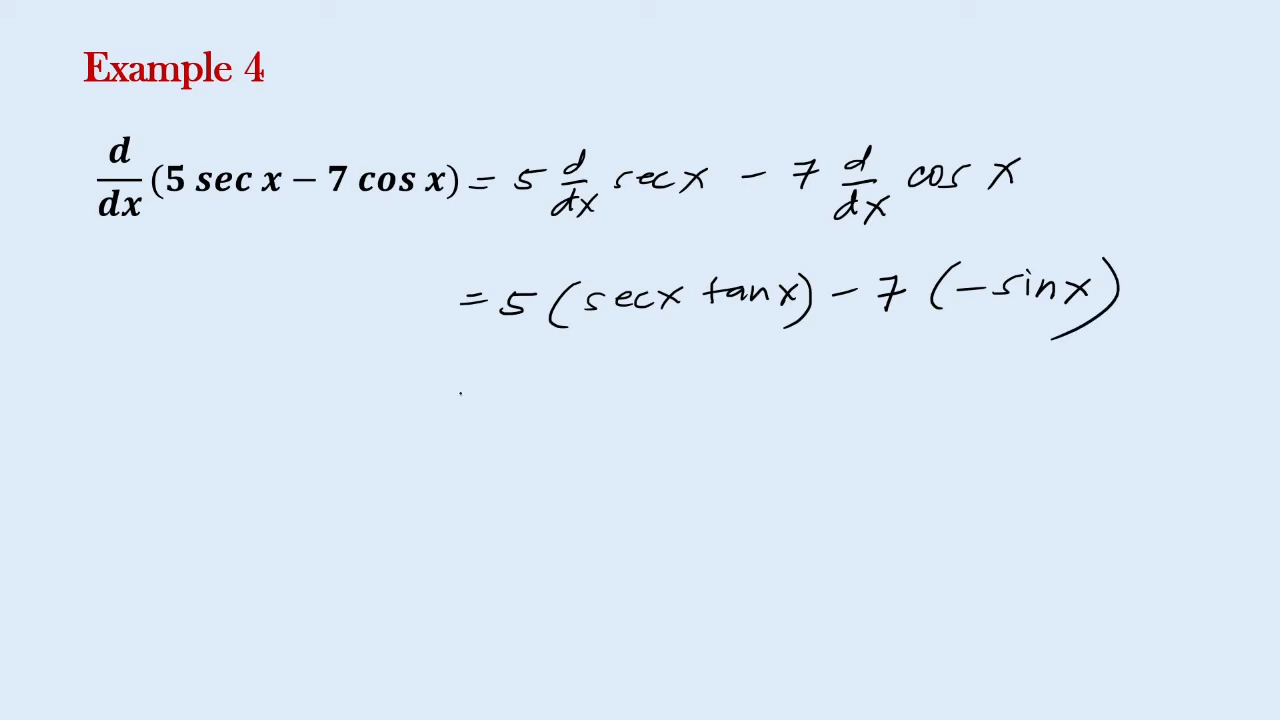 Example 4
d/dx (5 sec x − 7 cos x) = 5 d/dx sec x − 7 d/dx cos x
= 5 (sec x tan x) − 7 (−sin x)